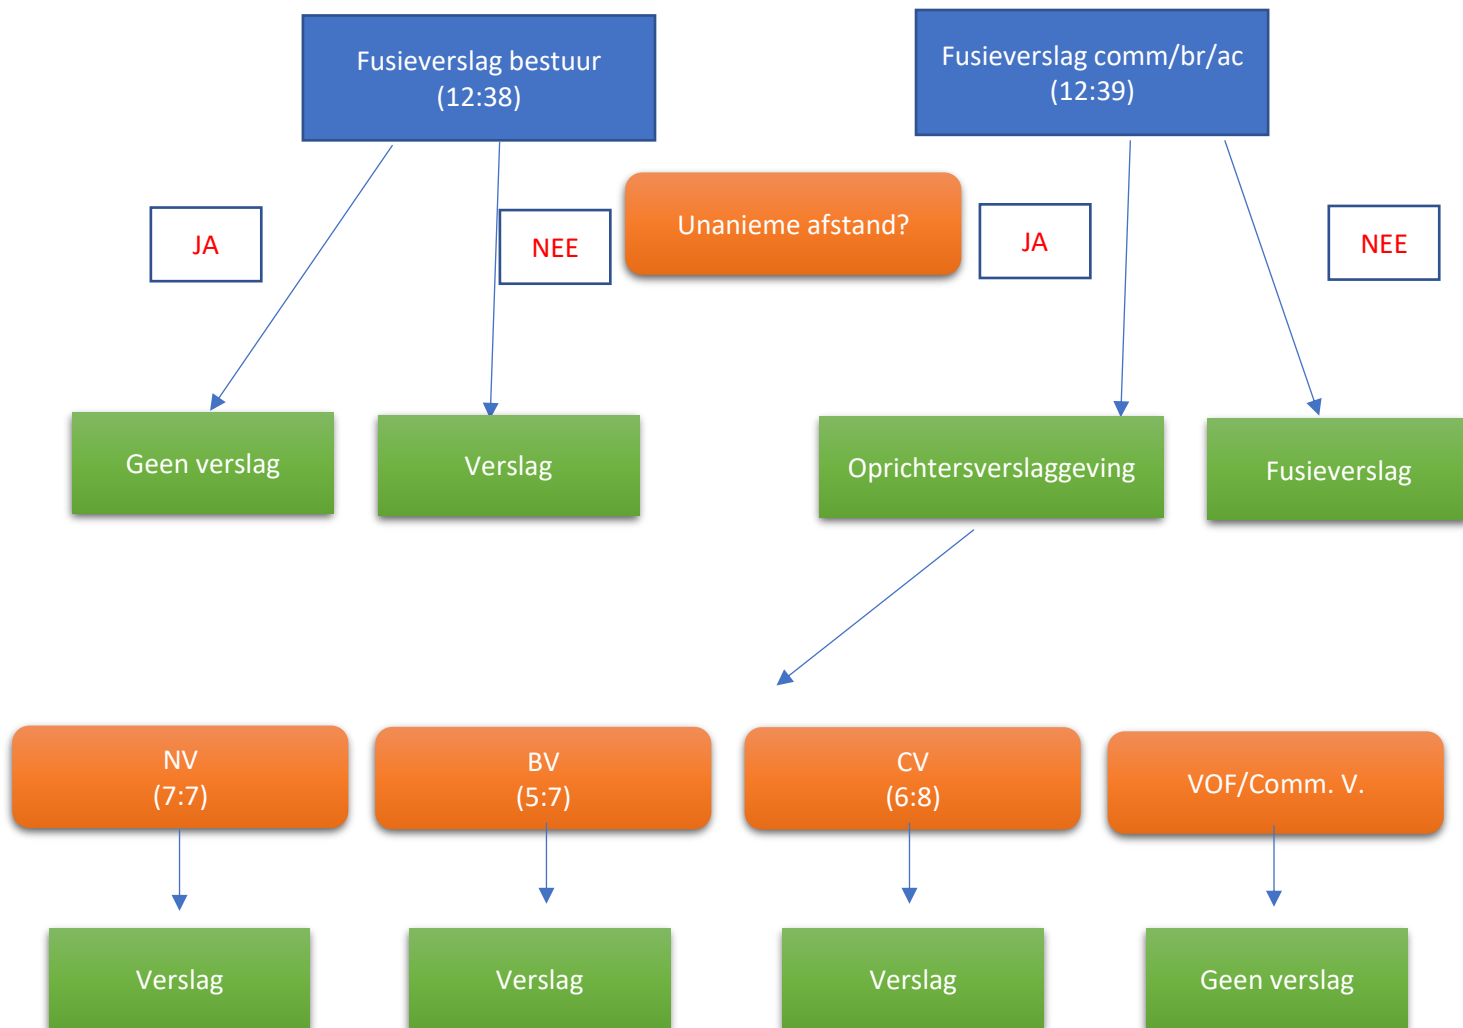 Fusieverslag bestuur
(12:38)
Fusieverslag comm/br/ac
(12:39)
Unanieme afstand?
JA
NEE
JA
NEE
Geen verslag
Verslag
Oprichtersverslaggeving
Fusieverslag
NV
(7:7)
BV
(5:7)
CV
(6:8)
VOF/Comm. V.
Verslag
Verslag
Verslag
Geen verslag